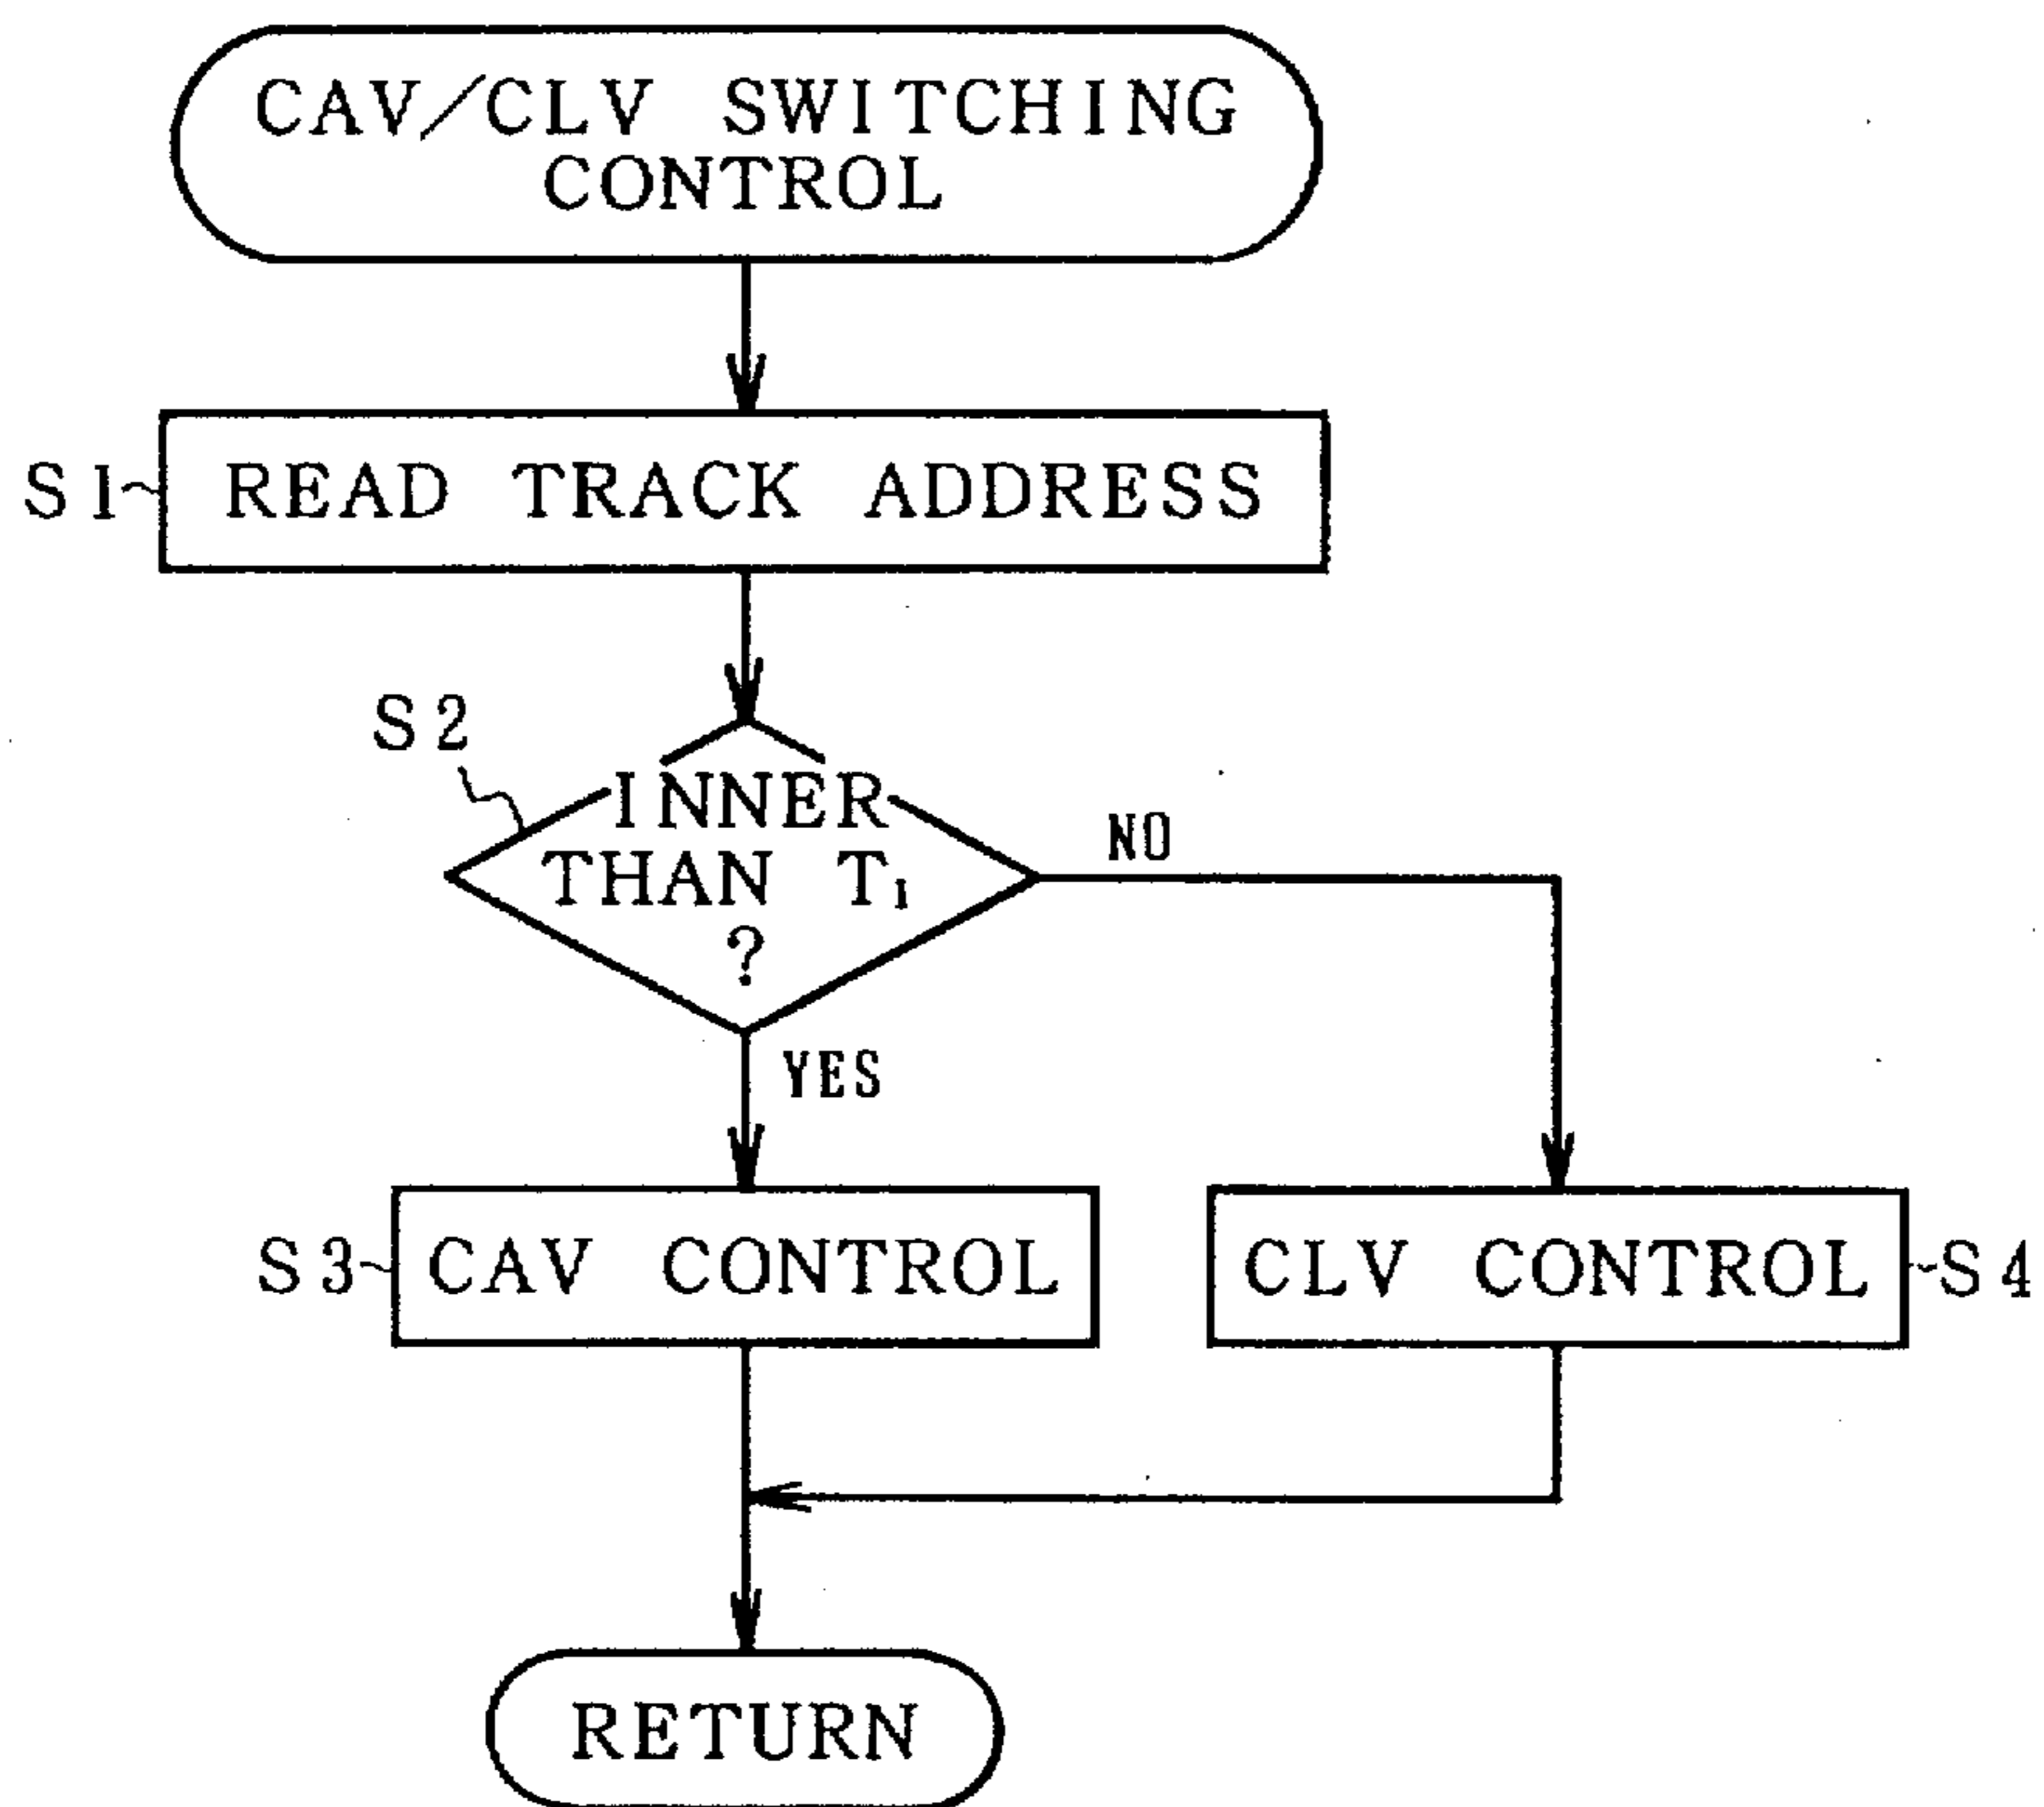 CAV/CLV SWITCHING
CONTROL
S1
READ TRACK ADDRESS
S2
INNER
THAN T₁
?
NO
YES
S3
CAV CONTROL
CLV CONTROL
S4
RETURN